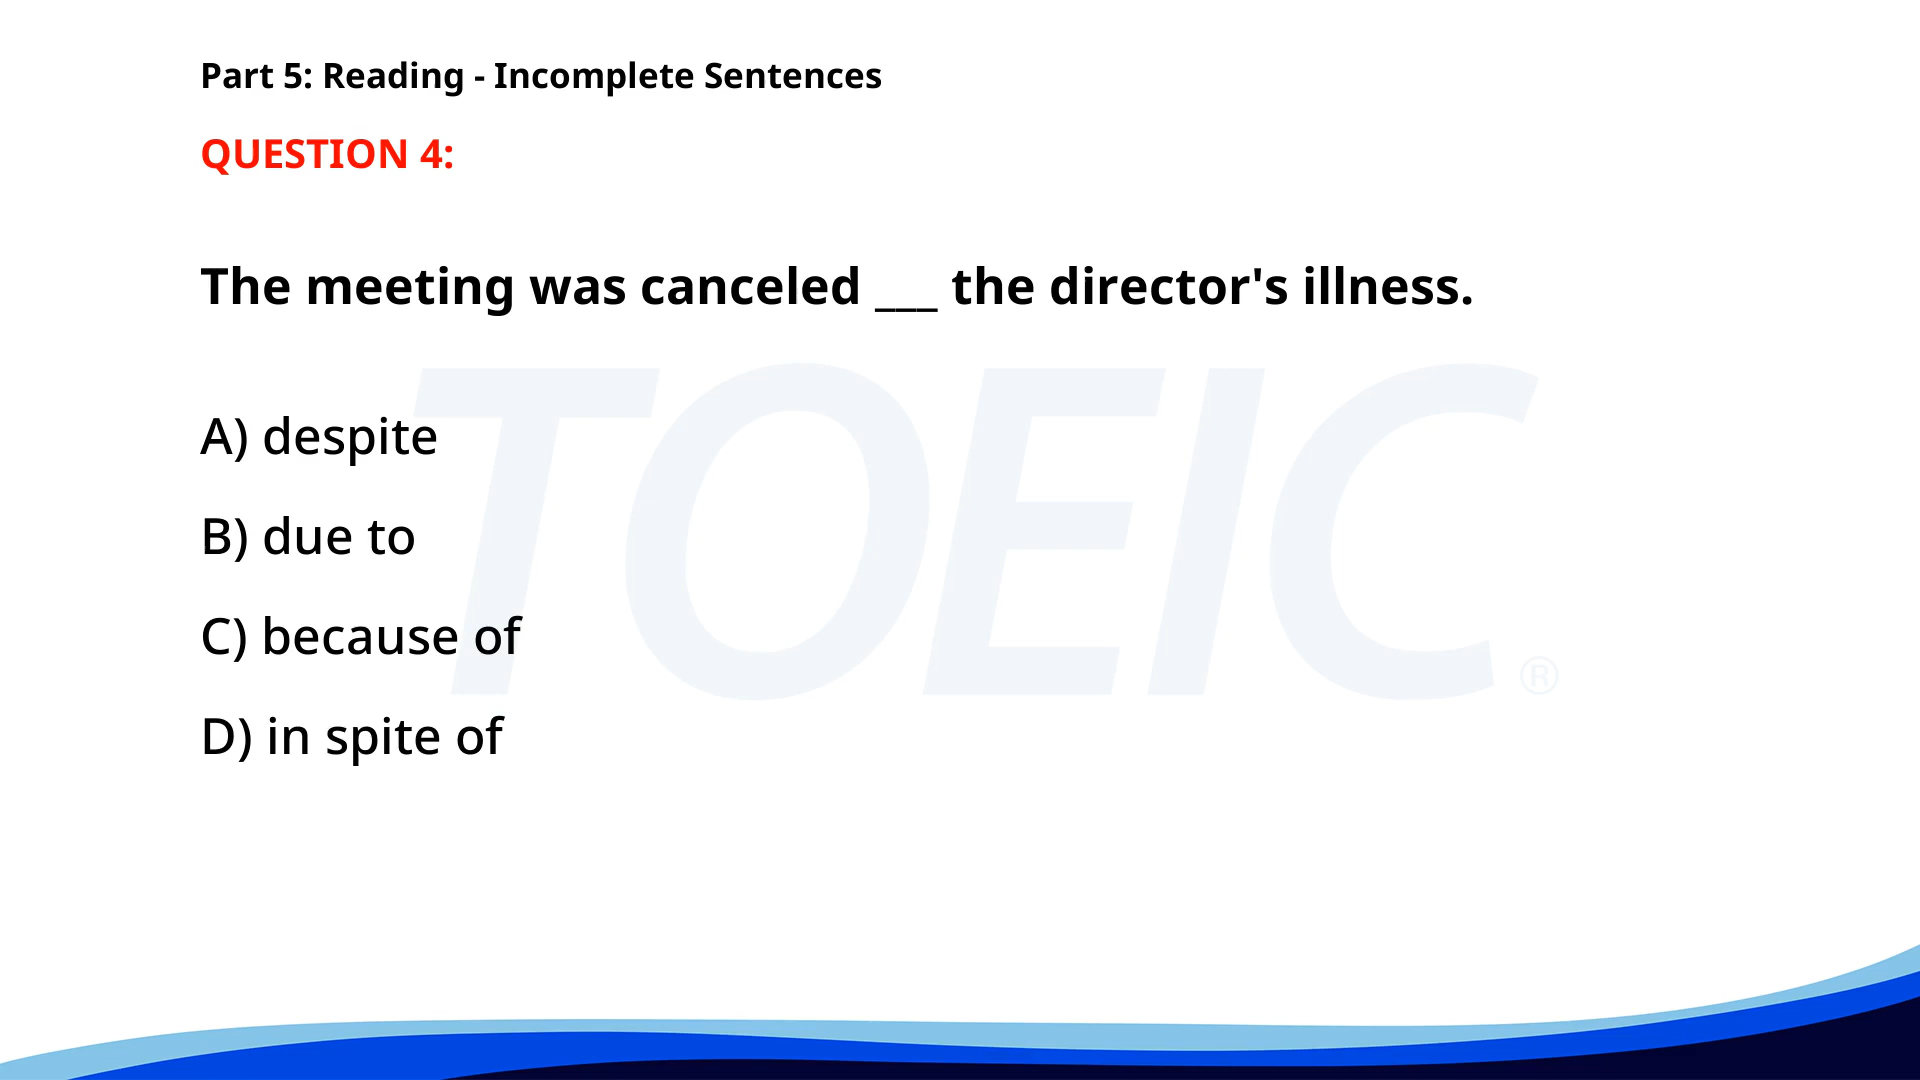 Part 5: Reading - Incomplete Sentences
QUESTION 4:
The meeting was canceled ___ the director's illness.
TOEIC®
A) despite
B) due to
C) because of
D) in spite of